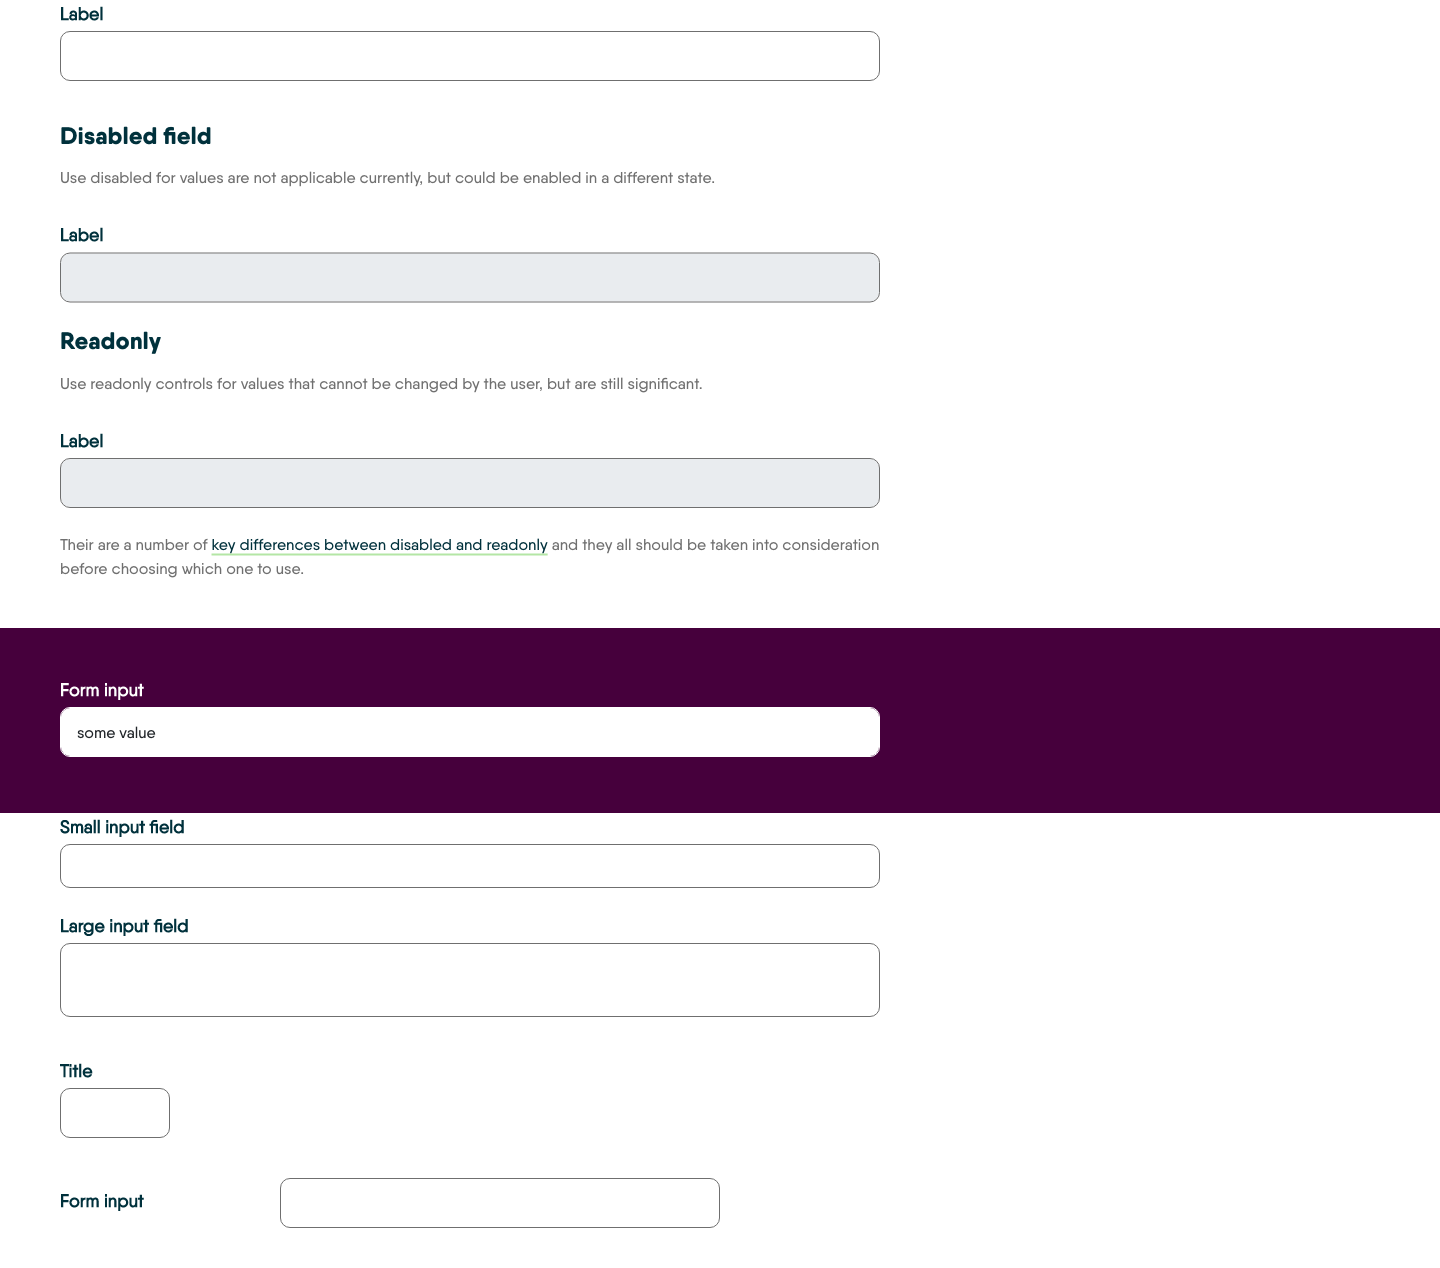 Label
Disabled field
Use disabled for values are not applicable currently, but could be enabled in a different state.
Label
Readonly
Use readonly controls for values that cannot be changed by the user, but are still significant.
Label
Their are a number of key differences between disabled and readonly and they all should be taken into consideration
before choosing which one to use.
Form input
some value
Small input field
Large input field
Title
Form input